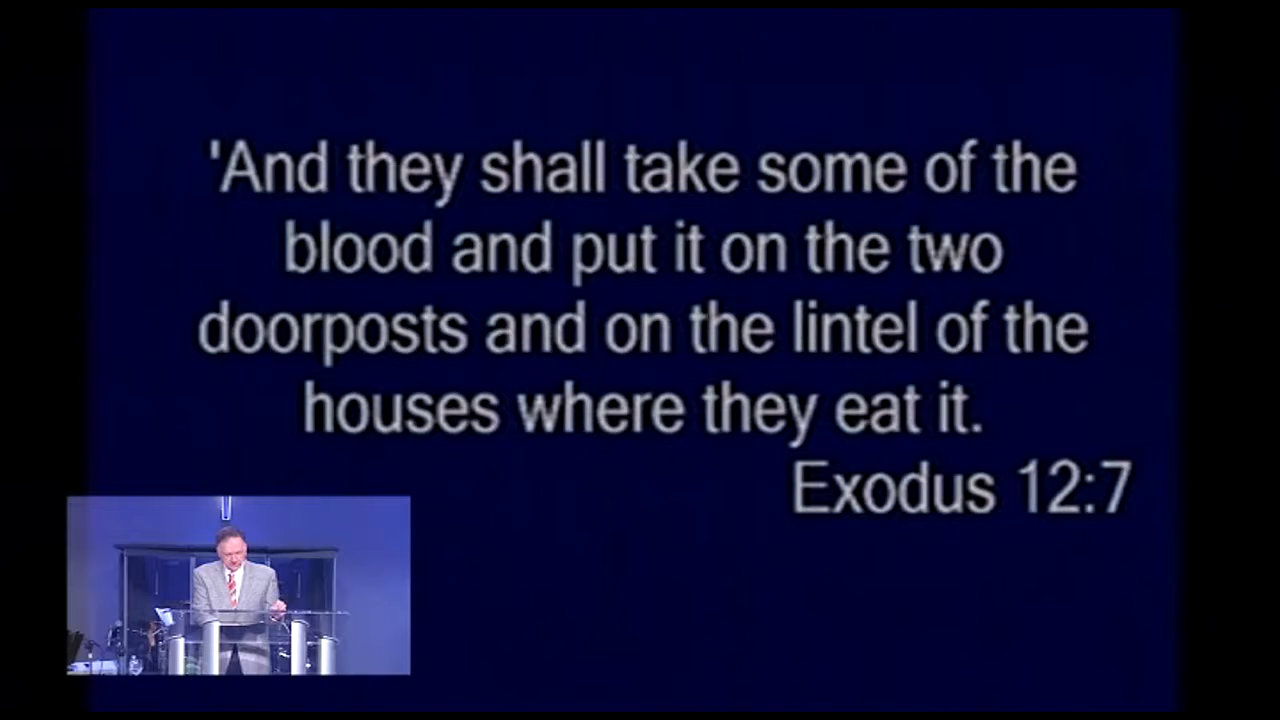 'And they shall take some of the
blood and put it on the two
doorposts and on the lintel of the
houses where they eat it.
Exodus 12:7